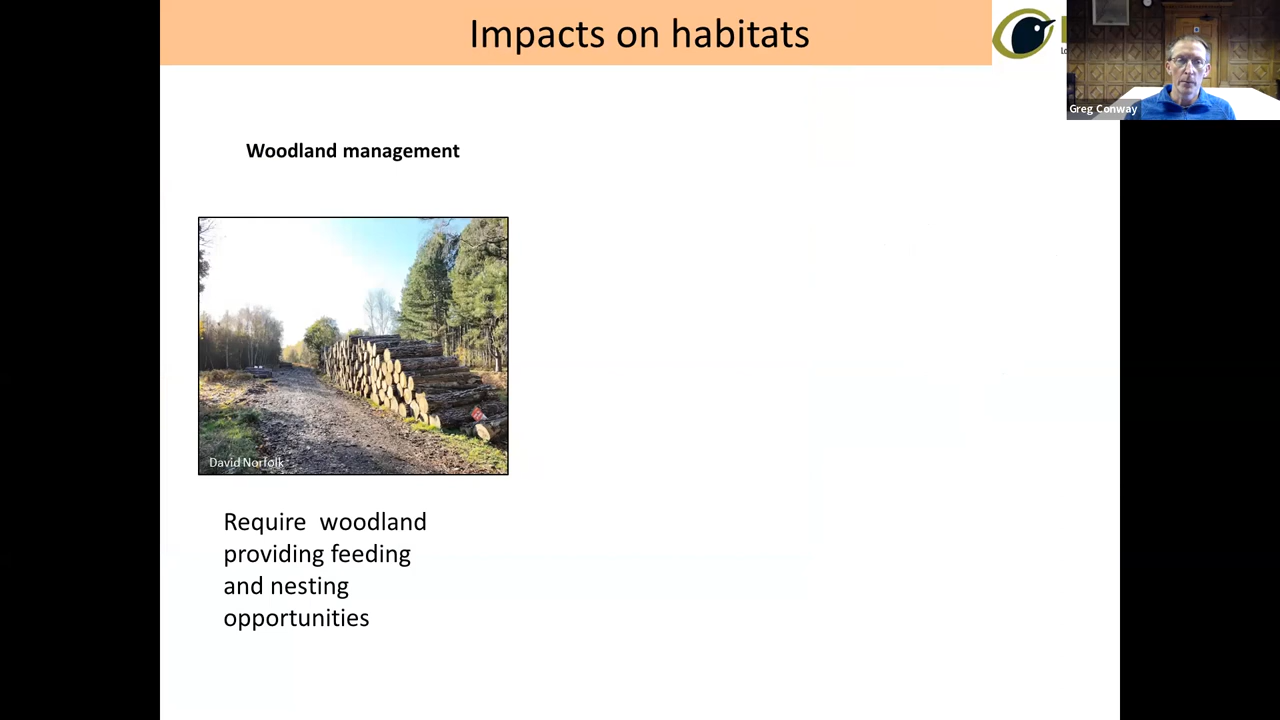 Impacts on habitats
Greg Conway
Woodland management
David Norfolk
Require woodland
providing feeding
and nesting
opportunities